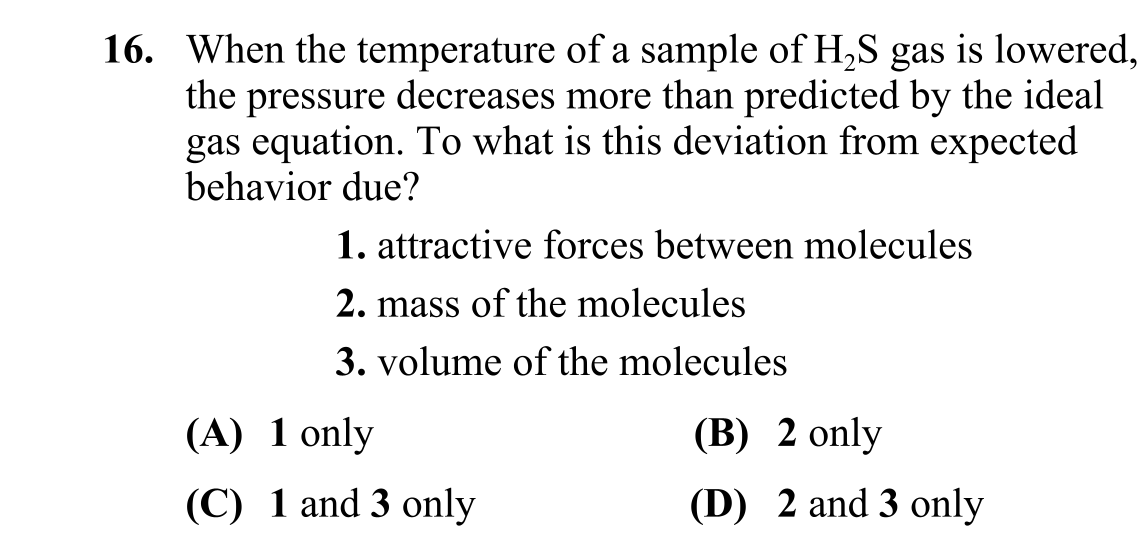 16. When the temperature of a sample of H₂S gas is lowered,
the pressure decreases more than predicted by the ideal
gas equation. To what is this deviation from expected
behavior due?
1. attractive forces between molecules
2. mass of the molecules
3. volume of the molecules
(A) 1 only (B) 2 only
(C) 1 and 3 only (D) 2 and 3 only